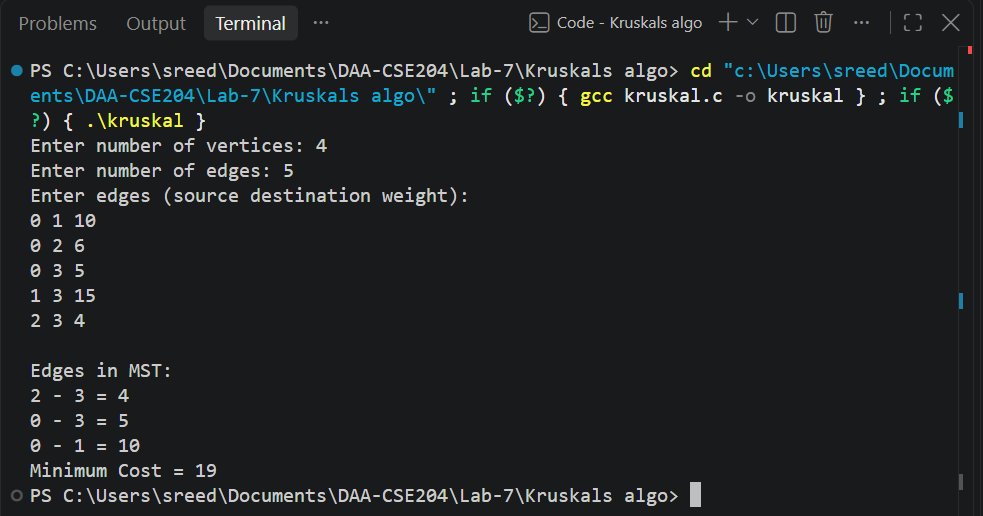 Problems Output Terminal ··· Code - Kruskals algo ···
PS C:\Users\sreed\Documents\DAA-CSE204\Lab-7\Kruskals algo> cd "c:\Users\sreed\Docum
ents\DAA-CSE204\Lab-7\Kruskals algo\" ; if ($?) { gcc kruskal.c -o kruskal } ; if ($
?) { .\kruskal }
Enter number of vertices: 4
Enter number of edges: 5
Enter edges (source destination weight):
0 1 10
0 2 6
0 3 5
1 3 15
2 3 4
Edges in MST:
2 - 3 = 4
0 - 3 = 5
0 - 1 = 10
Minimum Cost = 19
PS C:\Users\sreed\Documents\DAA-CSE204\Lab-7\Kruskals algo>